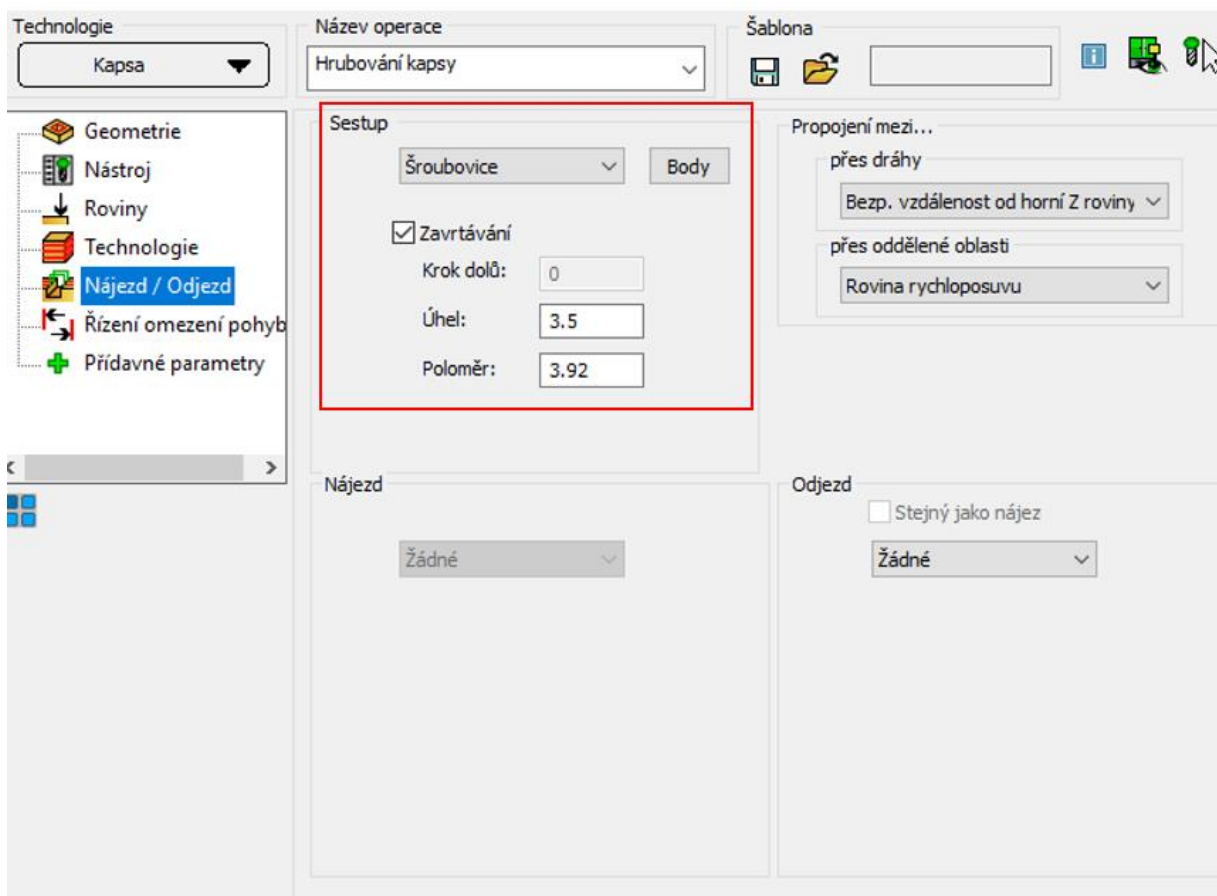 Technologie
Kapsa
Název operace
Hrubování kapsy
Šablona
Geometrie
Nástroj
Roviny
Technologie
Nájezd / Odjezd
Řízení omezení pohyb
Přídavné parametry
Sestup
Šroubovice
Body
Zavrtávání
Krok dolů:
0
Úhel:
3.5
Poloměr:
3.92
Propojení mezi...
přes dráhy
Bezp. vzdálenost od horní Z roviny
přes oddělené oblasti
Rovina rychloposuvu
Nájezd
Žádné
Odjezd
Stejný jako nájez
Žádné